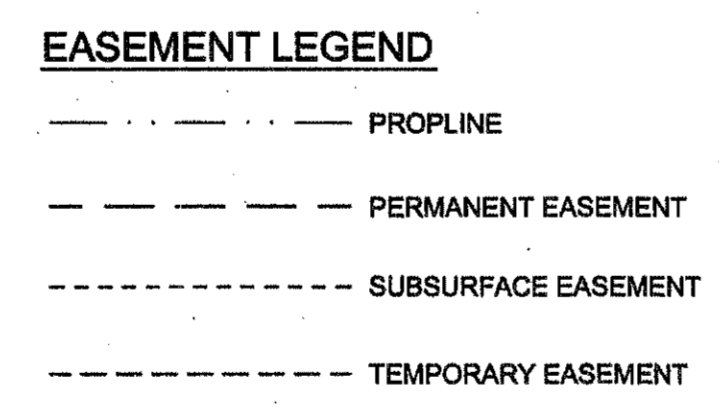 EASEMENT LEGEND
PROPLINE
PERMANENT EASEMENT
SUBSURFACE EASEMENT
TEMPORARY EASEMENT